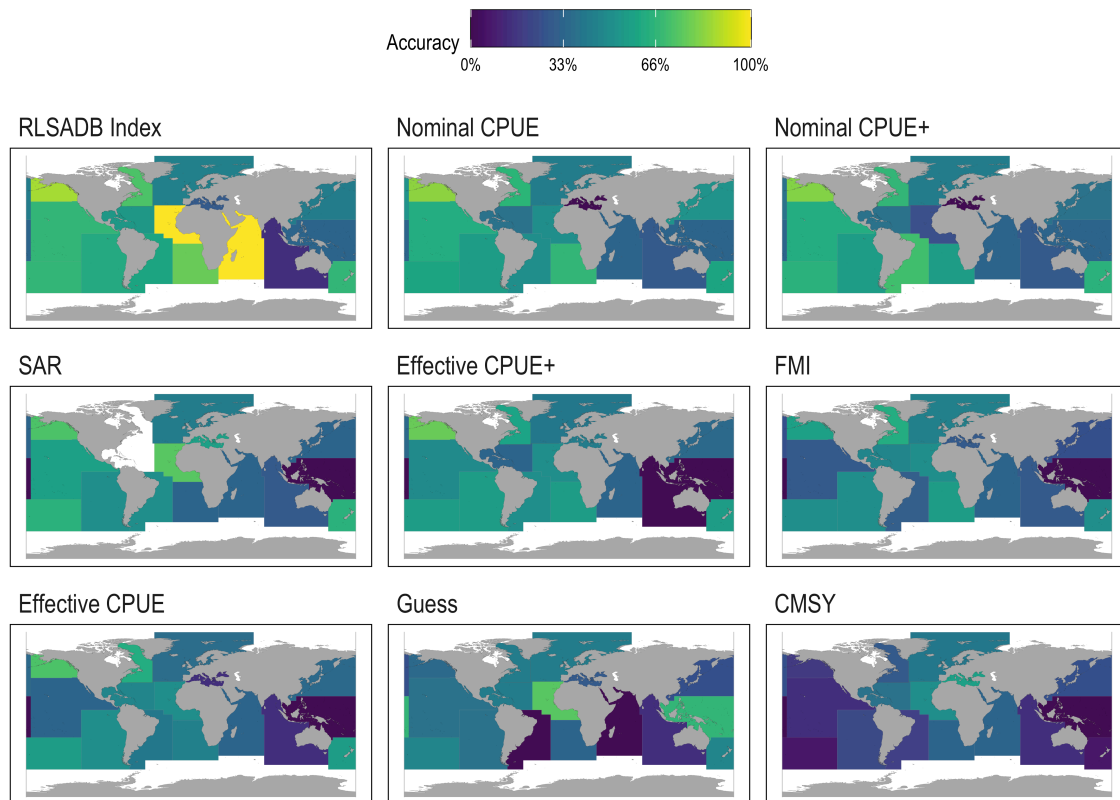 Accuracy
0% 33% 66% 100%
RLSADB Index
Nominal CPUE
Nominal CPUE+
SAR
Effective CPUE+
FMI
Effective CPUE
Guess
CMSY